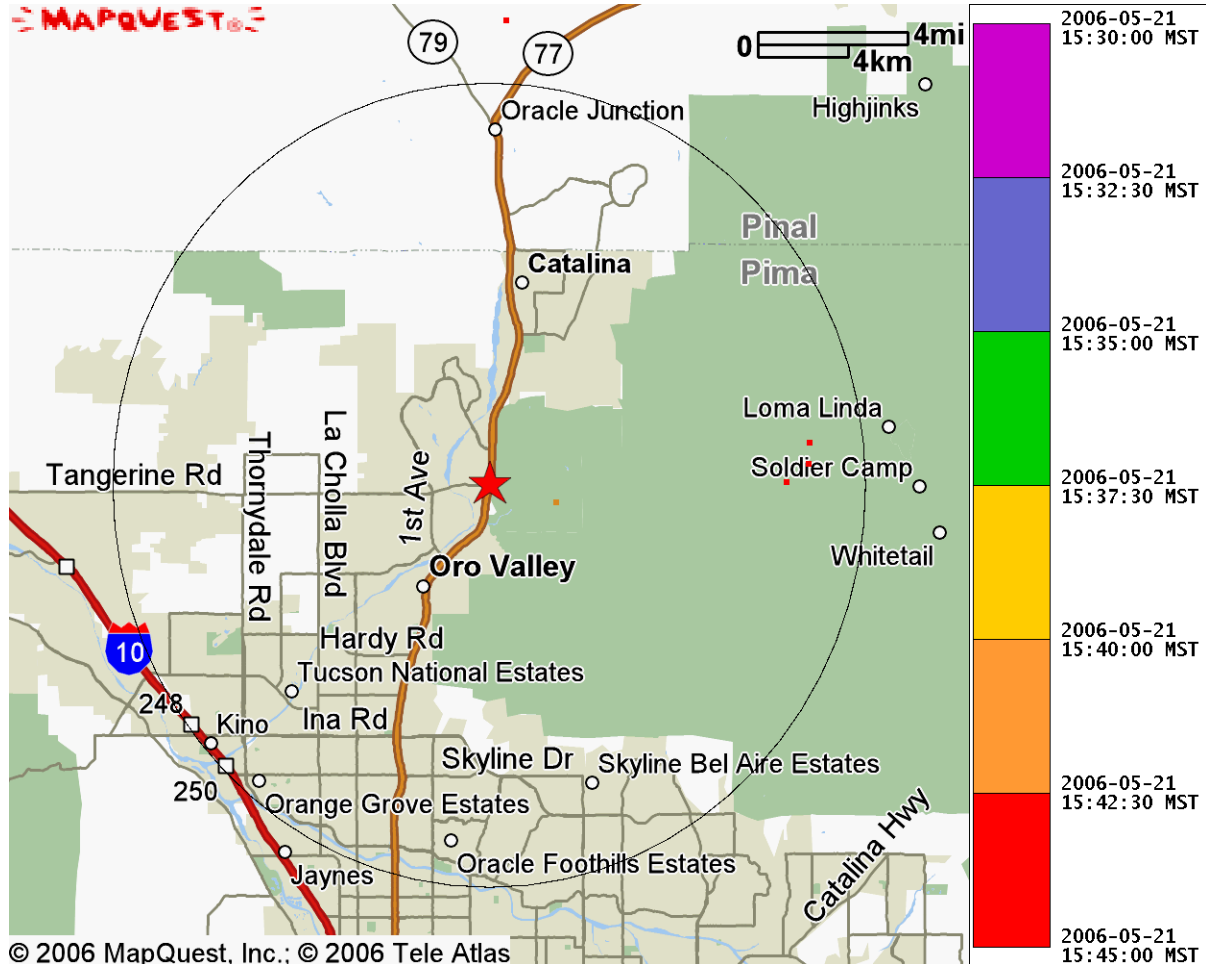 MAPQUEST®
79
77
0
4mi
4km
Highjinks
Oracle Junction
Pinal
Pima
Catalina
Loma Linda
Soldier Camp
Whitetail
Tangerine Rd
Thornydale Rd
La Cholla Blvd
1st Ave
Oro Valley
10
Hardy Rd
Tucson National Estates
248
Kino
Ina Rd
Skyline Dr
Skyline Bel Aire Estates
250
Orange Grove Estates
Oracle Foothills Estates
Jaynes
Catalina Hwy
© 2006 MapQuest, Inc.; © 2006 Tele Atlas
2006-05-21
15:30:00 MST
2006-05-21
15:32:30 MST
2006-05-21
15:35:00 MST
2006-05-21
15:37:30 MST
2006-05-21
15:40:00 MST
2006-05-21
15:42:30 MST
2006-05-21
15:45:00 MST